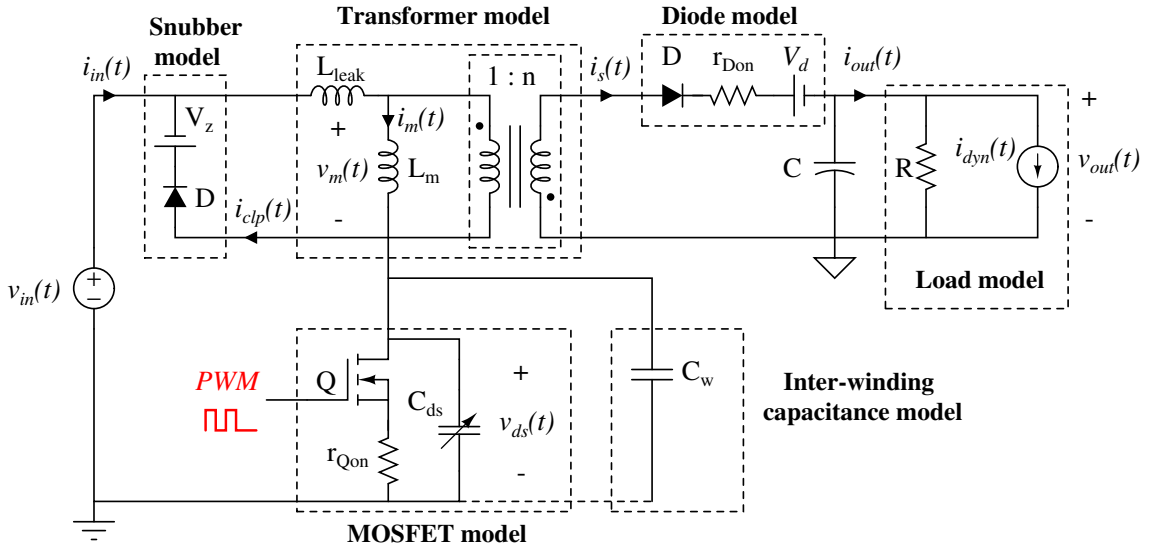 Transformer model
Diode model
Snubber
model
i_in(t)
L_leak
1 : n
i_s(t)
D
r_Don
V_d
i_out(t)
V_z
+
i_m(t)
+
v_m(t)
L_m
D
i_clp(t)
-
C
R
i_dyn(t)
v_out(t)
-
v_in(t)
+
−
Load model
PWM
Q
C_ds
+
v_ds(t)
r_Qon
-
C_w
Inter-winding
capacitance model
MOSFET model